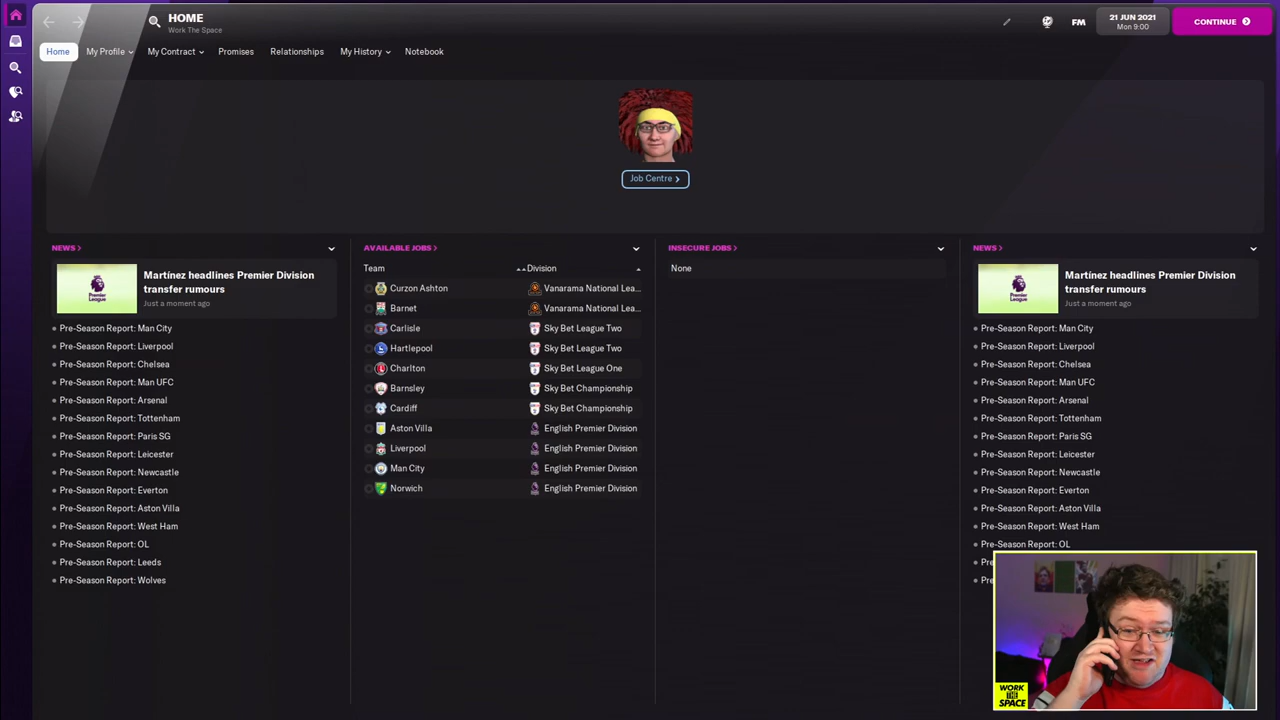 HOME
Work The Space
FM
21 JUN 2021
Mon 9:00
CONTINUE
Home
My Profile
My Contract
Promises
Relationships
My History
Notebook
Job Centre
NEWS
Martínez headlines Premier Division
transfer rumours
Just a moment ago
Premier
League
Pre-Season Report: Man City
Pre-Season Report: Liverpool
Pre-Season Report: Chelsea
Pre-Season Report: Man UFC
Pre-Season Report: Arsenal
Pre-Season Report: Tottenham
Pre-Season Report: Paris SG
Pre-Season Report: Leicester
Pre-Season Report: Newcastle
Pre-Season Report: Everton
Pre-Season Report: Aston Villa
Pre-Season Report: West Ham
Pre-Season Report: OL
Pre-Season Report: Leeds
Pre-Season Report: Wolves
AVAILABLE JOBS
Team Division
Curzon Ashton Vanarama National Lea...
Barnet Vanarama National Lea...
Carlisle Sky Bet League Two
Hartlepool Sky Bet League Two
Charlton Sky Bet League One
Barnsley Sky Bet Championship
Cardiff Sky Bet Championship
Aston Villa English Premier Division
Liverpool English Premier Division
Man City English Premier Division
Norwich English Premier Division
INSECURE JOBS
None
NEWS
Martínez headlines Premier Division
transfer rumours
Just a moment ago
Premier
League
Pre-Season Report: Man City
Pre-Season Report: Liverpool
Pre-Season Report: Chelsea
Pre-Season Report: Man UFC
Pre-Season Report: Arsenal
Pre-Season Report: Tottenham
Pre-Season Report: Paris SG
Pre-Season Report: Leicester
Pre-Season Report: Newcastle
Pre-Season Report: Everton
Pre-Season Report: Aston Villa
Pre-Season Report: West Ham
Pre-Season Report: OL
Pre
Pre
WORK
THE
SPACE